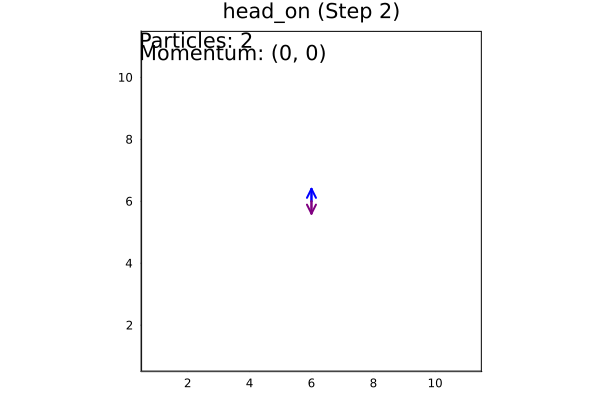 head_on (Step 2)
Particles: 2
Momentum: (0, 0)
10
8
6
4
2
2 4 6 8 10